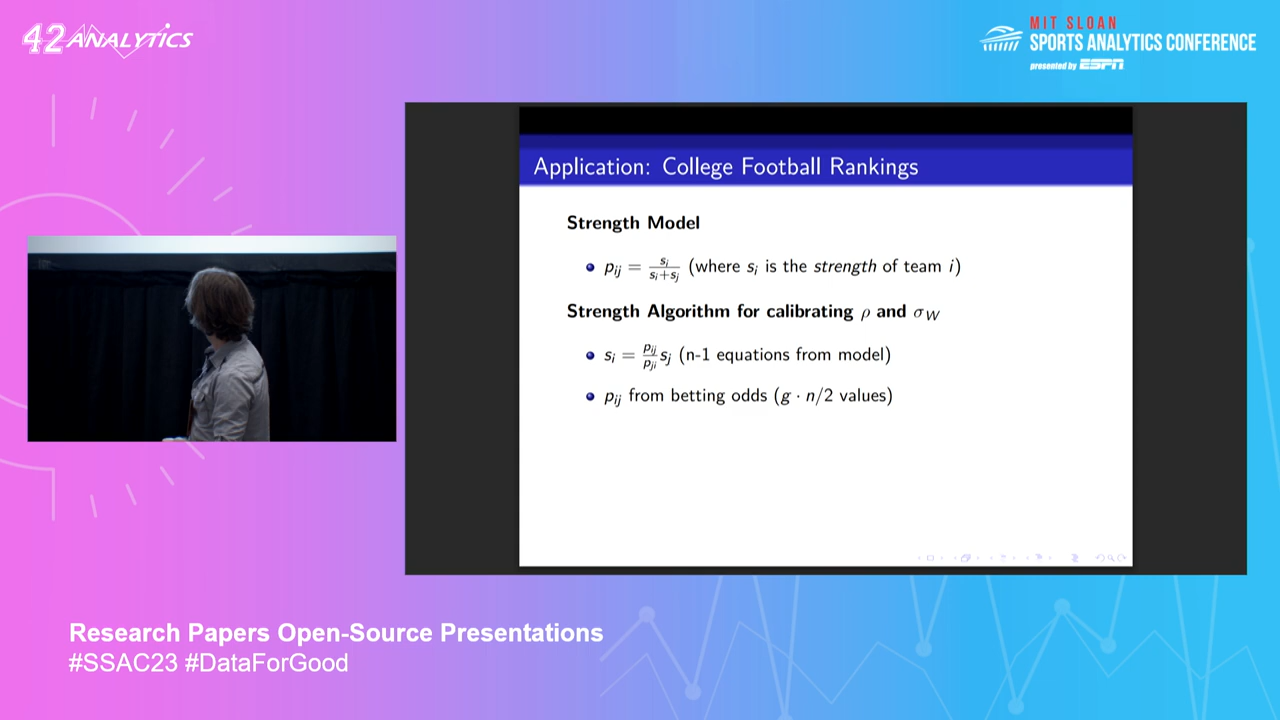 42 ANALYTICS
MIT SLOAN
SPORTS ANALYTICS CONFERENCE
presented by ESPN
Application: College Football Rankings
Strength Model
p_ij = s_i / (s_i + s_j) (where s_i is the strength of team i)
Strength Algorithm for calibrating ρ and σ_W
s_i = (p_ij / p_ji) s_j (n-1 equations from model)
p_ij from betting odds (g · n/2 values)
Research Papers Open-Source Presentations
#SSAC23 #DataForGood